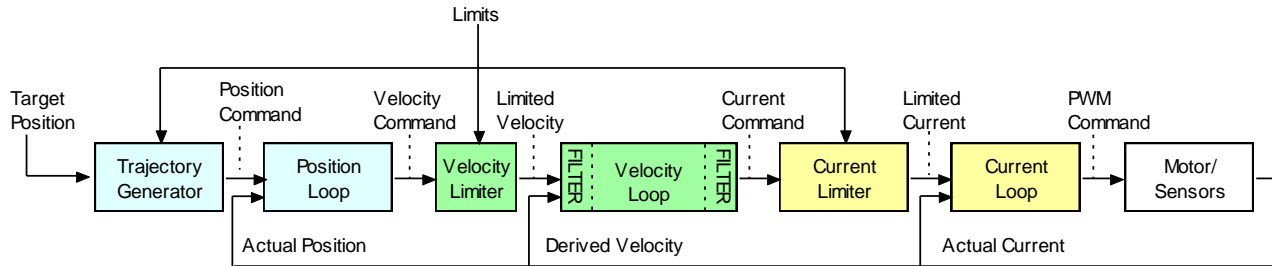 Limits
Target
Position
Position
Command
Velocity
Command
Limited
Velocity
Current
Command
Limited
Current
PWM
Command
Trajectory
Generator
Position
Loop
Velocity
Limiter
FILTER
Velocity
Loop
FILTER
Current
Limiter
Current
Loop
Motor/
Sensors
Actual Position
Derived Velocity
Actual Current